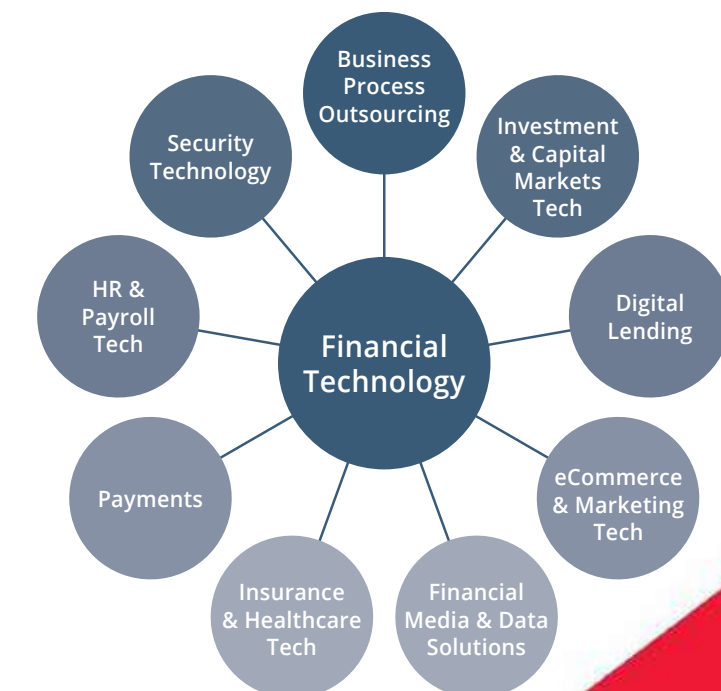 Business
Process
Outsourcing
Investment
& Capital
Markets
Tech
Security
Technology
HR &
Payroll
Tech
Digital
Lending
Financial
Technology
Payments
eCommerce
& Marketing
Tech
Insurance
& Healthcare
Tech
Financial
Media & Data
Solutions